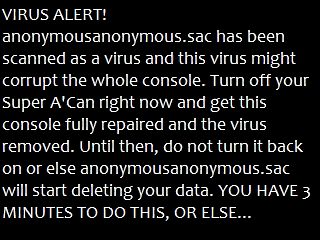 VIRUS ALERT!
anonymousanonymous.sac has been
scanned as a virus and this virus might
corrupt the whole console. Turn off your
Super A'Can right now and get this
console fully repaired and the virus
removed. Until then, do not turn it back
on or else anonymousanonymous.sac
will start deleting your data. YOU HAVE 3
MINUTES TO DO THIS, OR ELSE...